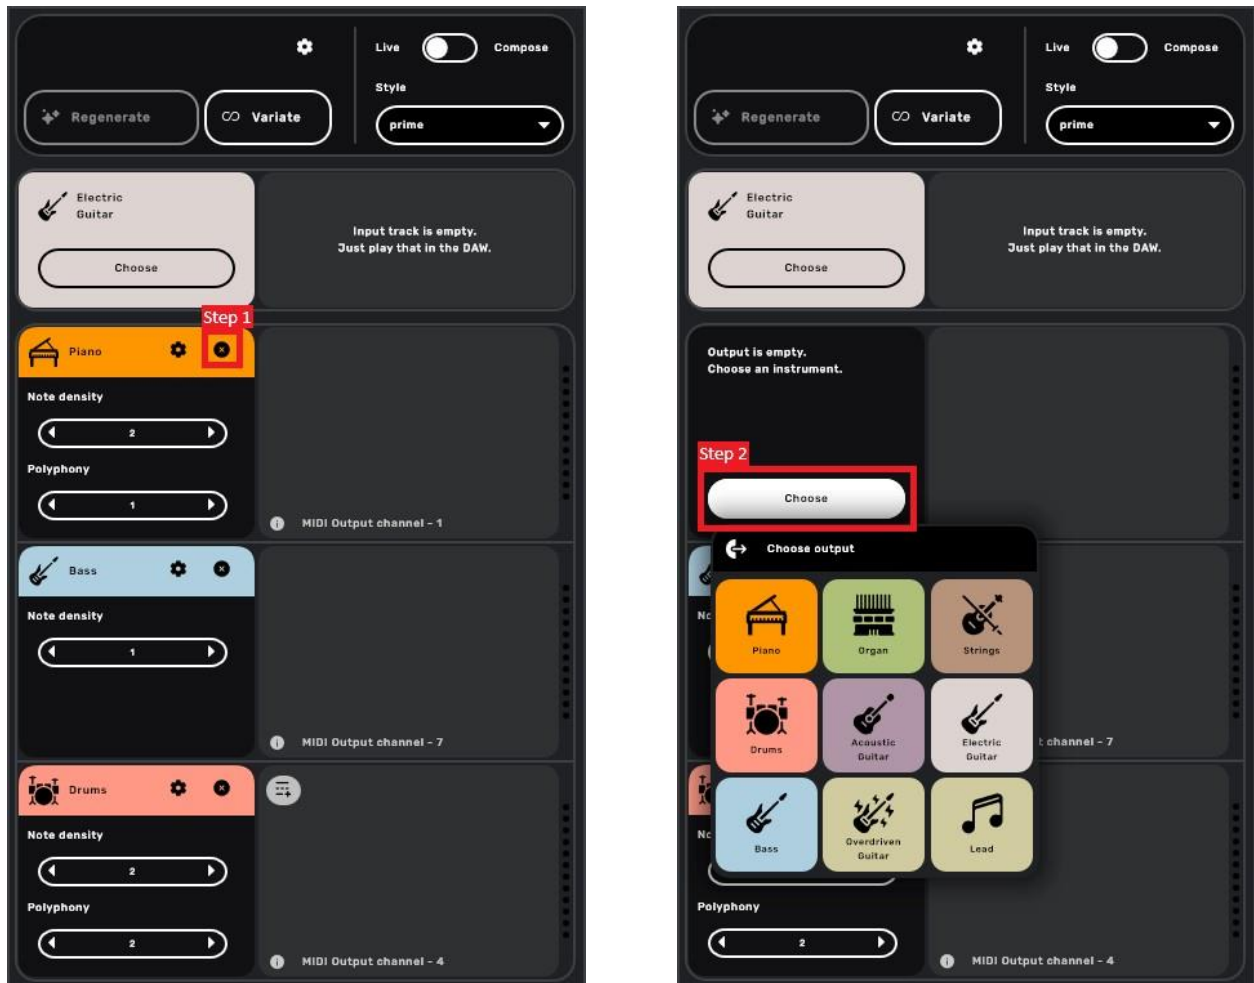 Live
Compose
Style
Regenerate
Variate
prime
Electric
Guitar
Choose
Input track is empty.
Just play that in the DAW.
Step 1
Piano
Note density
2
Polyphony
1
MIDI Output channel - 1
Bass
Note density
1
MIDI Output channel - 7
Drums
Note density
2
Polyphony
2
MIDI Output channel - 4
Live
Compose
Style
Regenerate
Variate
prime
Electric
Guitar
Choose
Input track is empty.
Just play that in the DAW.
Output is empty.
Choose an instrument.
Step 2
Choose
Choose output
Piano
Organ
Strings
Drums
Acoustic
Guitar
Electric
Guitar
Bass
Overdriven
Guitar
Lead
channel - 7
Polyphony
2
MIDI Output channel - 4